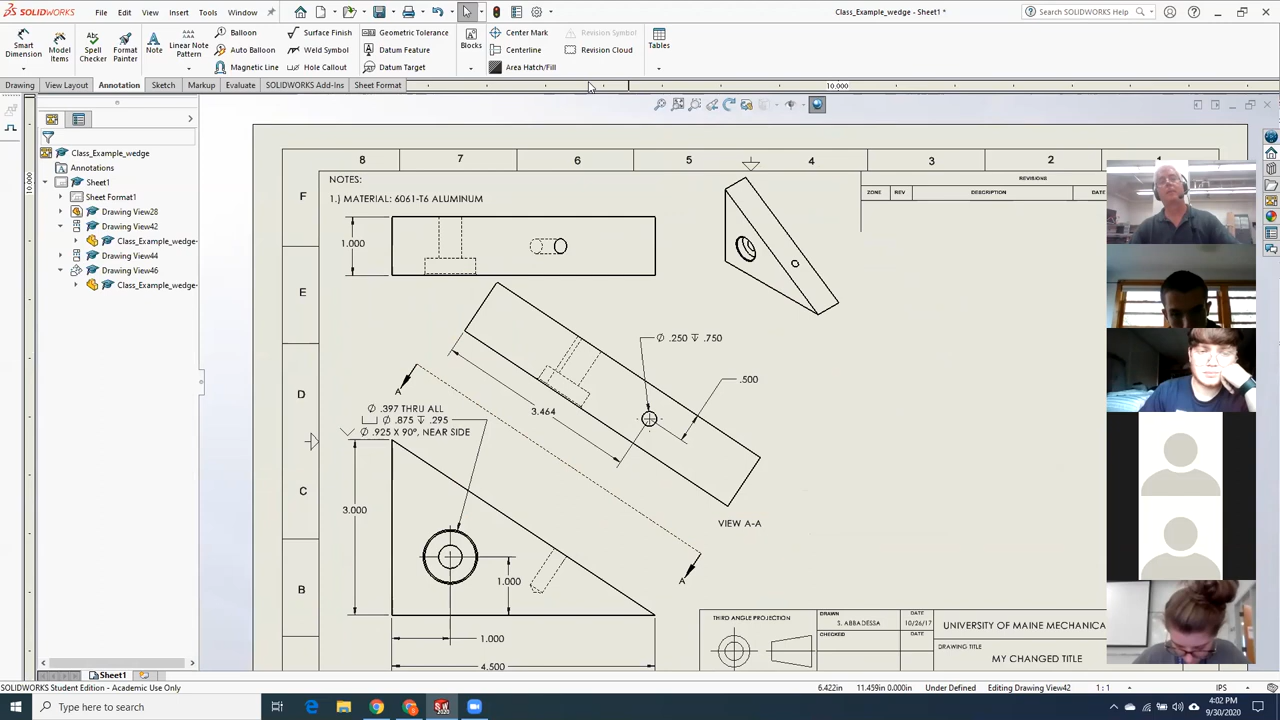 SOLIDWORKS File Edit View Insert Tools Window
Class_Example_wedge - Sheet1 *
Search SOLIDWORKS Help
Smart Dimension
Model Items
Spell Checker
Format Painter
Note
Linear Note Pattern
Balloon
Auto Balloon
Magnetic Line
Surface Finish
Weld Symbol
Hole Callout
Geometric Tolerance
Datum Feature
Datum Target
Blocks
Center Mark
Centerline
Area Hatch/Fill
Revision Symbol
Revision Cloud
Tables
Drawing View Layout Annotation Sketch Markup Evaluate SOLIDWORKS Add-Ins Sheet Format
10.000
10.000
Class_Example_wedge
Annotations
Sheet1
Sheet Format1
Drawing View28
Drawing View42
Class_Example_wedge-
Drawing View44
Drawing View46
Class_Example_wedge-
8 7 6 5 4 3 2 1
F
E
D
C
B
NOTES:
1.) MATERIAL: 6061-T6 ALUMINUM
REVISIONS
ZONE REV DESCRIPTION DATE
1.000
Ø .250 ↧ .750
.500
3.464
A
Ø .397 THRU ALL
⌴ Ø .875 ↧ .295
⌵ Ø .925 X 90°, NEAR SIDE
3.000
VIEW A-A
A
1.000
1.000
4.500
THIRD ANGLE PROJECTION
DRAWN DATE
S. ABBADESSA 10/26/17
CHECKED DATE
UNIVERSITY OF MAINE MECHANICA
DRAWING TITLE
MY CHANGED TITLE
Sheet1
SOLIDWORKS Student Edition - Academic Use Only
6.422in 11.459in 0.000in Under Defined Editing Drawing View42 1 : 1 IPS
Type here to search
4:02 PM
9/30/2020